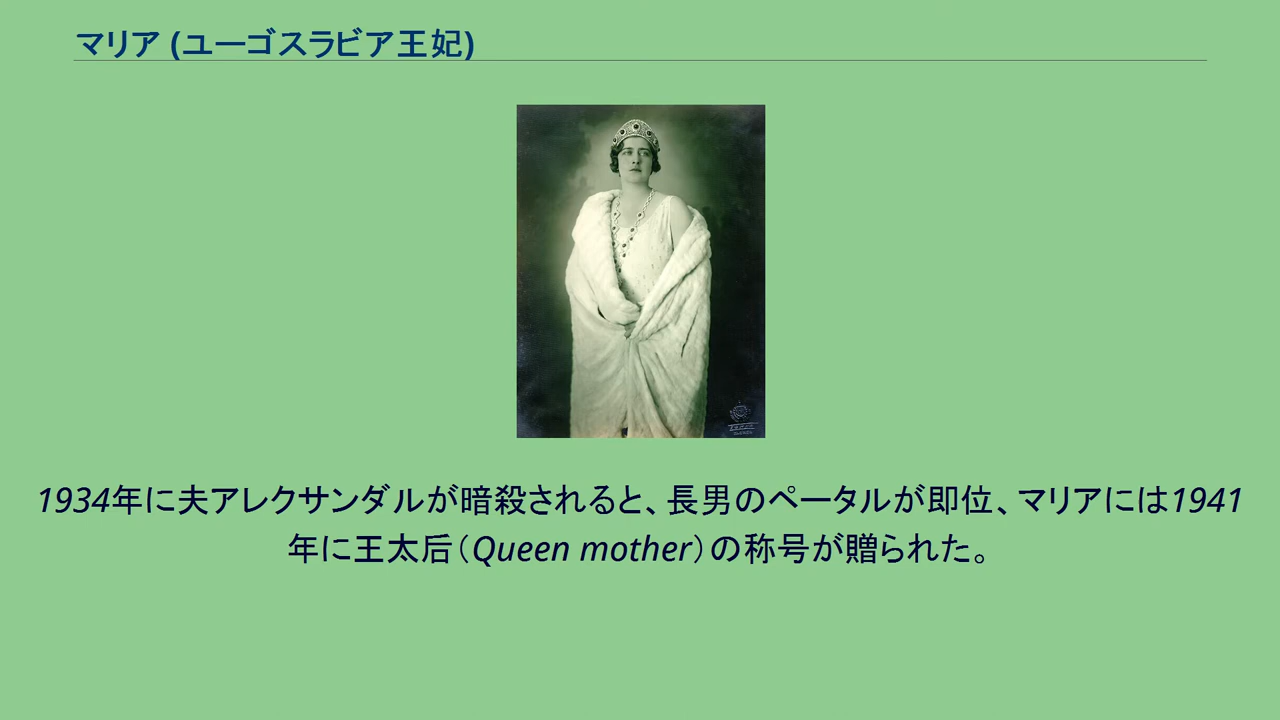 マリア (ユーゴスラビア王妃)
1934年に夫アレクサンダルが暗殺されると、長男のペータルが即位、マリアには1941
年に王太后（Queen mother）の称号が贈られた。